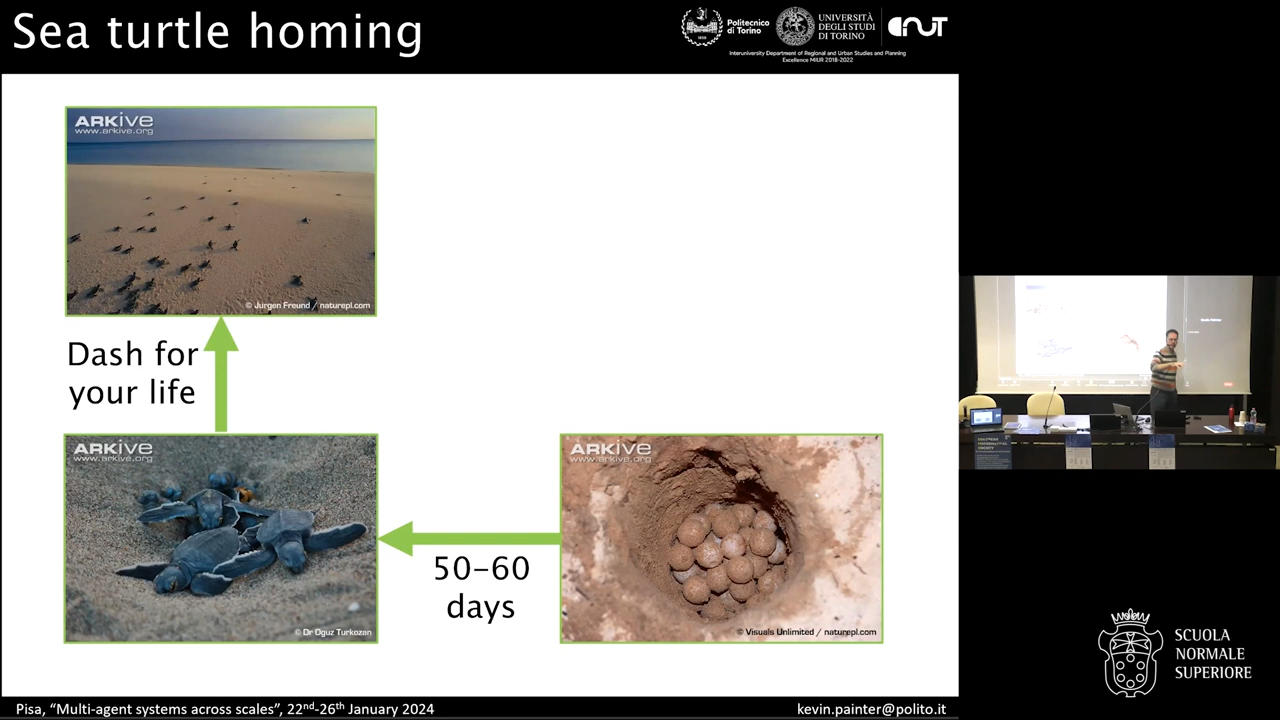 Sea turtle homing
Politecnico
di Torino
UNIVERSITÀ
DEGLI STUDI
DI TORINO
Interuniversity Department of Regional and Urban Studies and Planning
Excellence MIUR 2018-2022
ARKive
www.arkive.org
© Jurgen Freund / naturepl.com
Dash for
your life
ARKive
www.arkive.org
© Dr Oguz Turkozan
50-60
days
ARKive
www.arkive.org
© Visuals Unlimited / naturepl.com
SCUOLA
NORMALE
SUPERIORE
Pisa, “Multi-agent systems across scales”, 22nd-26th January 2024
kevin.painter@polito.it